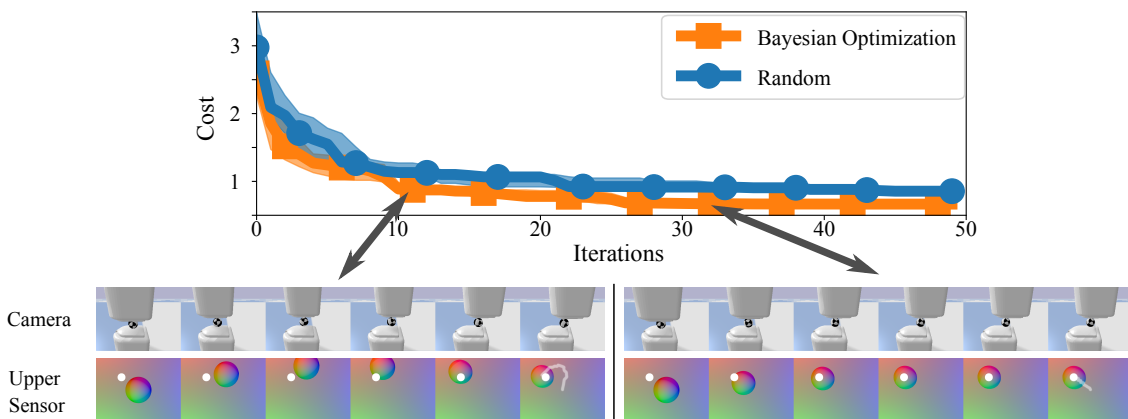 3
2
1
Cost
Bayesian Optimization
Random
0
10
20
30
40
50
Iterations
Camera
Upper
Sensor